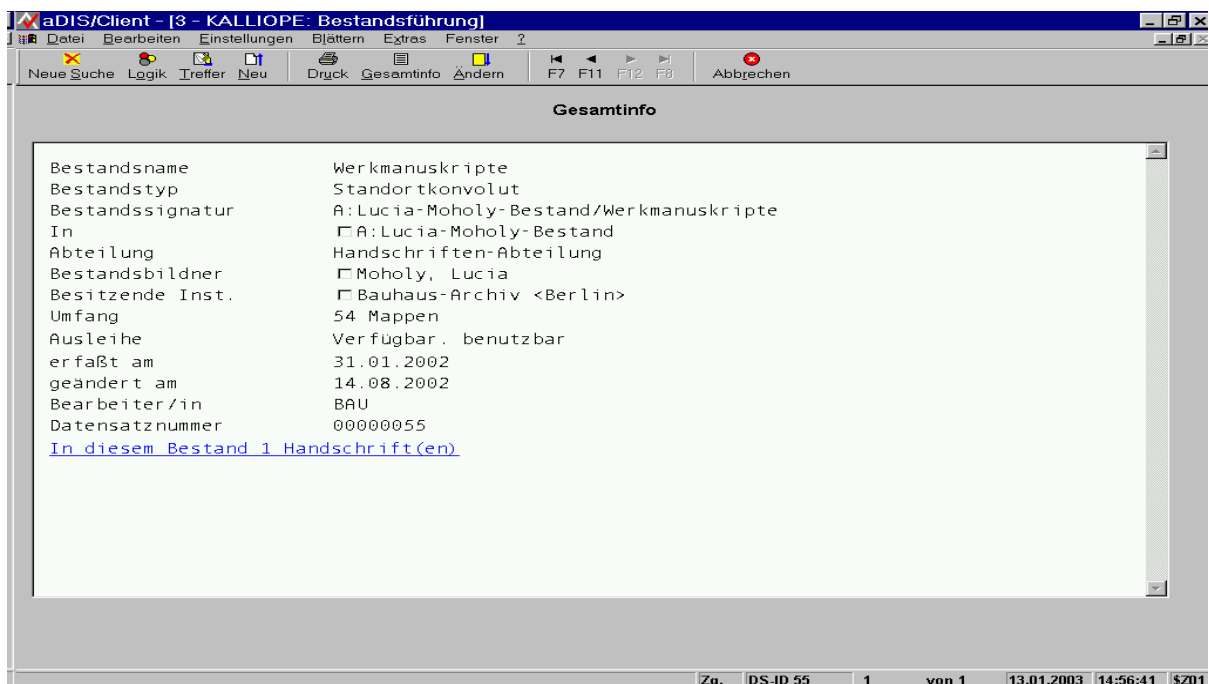 aDIS/Client - [3 - KALLIOPE: Bestandsführung]
Datei Bearbeiten Einstellungen Blättern Extras Fenster ?
Neue Suche Logik Treffer Neu Druck Gesamtinfo Ändern F7 F11 F12 F8 Abbrechen
Gesamtinfo
Bestandsname Werkmanuskripte
Bestandstyp Standortkonvolut
Bestandssignatur A:Lucia-Moholy-Bestand/Werkmanuskripte
In A:Lucia-Moholy-Bestand
Abteilung Handschriften-Abteilung
Bestandsbildner Moholy, Lucia
Besitzende Inst. Bauhaus-Archiv <Berlin>
Umfang 54 Mappen
Ausleihe Verfügbar. benutzbar
erfaßt am 31.01.2002
geändert am 14.08.2002
Bearbeiter/in BAU
Datensatznummer 00000055
In diesem Bestand 1 Handschrift(en)
Zg. DS-ID 55 1 von 1 13.01.2003 14:56:41 $Z01